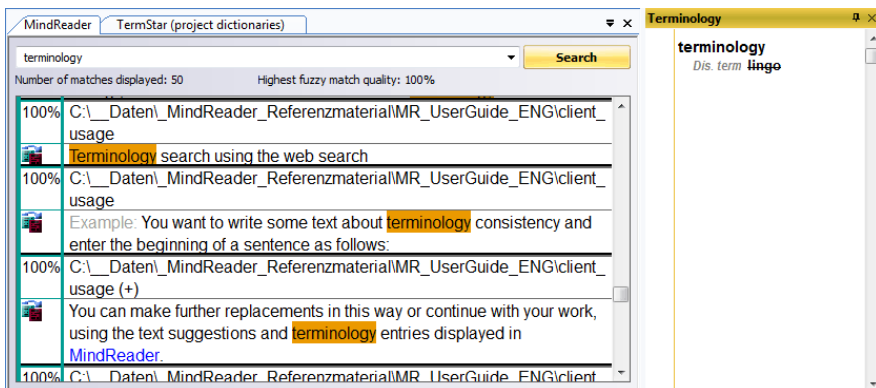 MindReader TermStar (project dictionaries)
terminology Search
Number of matches displayed: 50 Highest fuzzy match quality: 100%
100% C:\__Daten\_MindReader_Referenzmaterial\MR_UserGuide_ENG\client_
usage
Terminology search using the web search
100% C:\__Daten\_MindReader_Referenzmaterial\MR_UserGuide_ENG\client_
usage
Example: You want to write some text about terminology consistency and
enter the beginning of a sentence as follows:
100% C:\__Daten\_MindReader_Referenzmaterial\MR_UserGuide_ENG\client_
usage (+)
You can make further replacements in this way or continue with your work,
using the text suggestions and terminology entries displayed in
MindReader.
100% C:\__Daten\_MindReader_Referenzmaterial\MR_UserGuide_ENG\client_
Terminology
terminology
Dis. term lingo